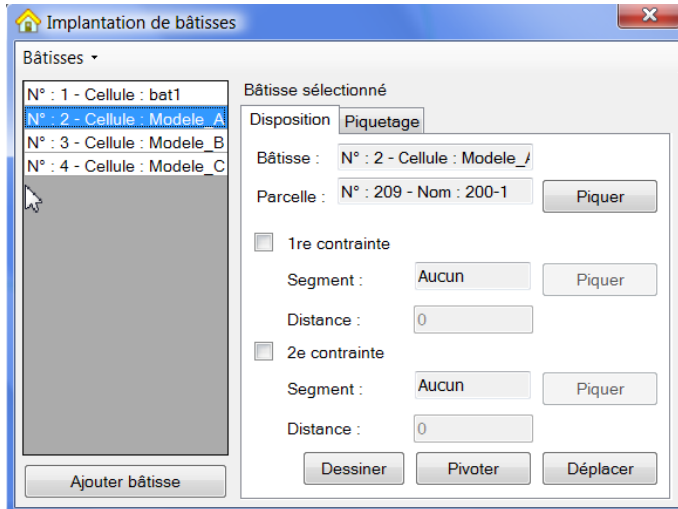 Implantation de bâtisses
Bâtisses
N° : 1 - Cellule : bat1
N° : 2 - Cellule : Modele_A
N° : 3 - Cellule : Modele_B
N° : 4 - Cellule : Modele_C
Ajouter bâtisse
Bâtisse sélectionné
Disposition Piquetage
Bâtisse : N° : 2 - Cellule : Modele_A
Parcelle : N° : 209 - Nom : 200-1 Piquer
1re contrainte
Segment : Aucun Piquer
Distance : 0
2e contrainte
Segment : Aucun Piquer
Distance : 0
Dessiner Pivoter Déplacer